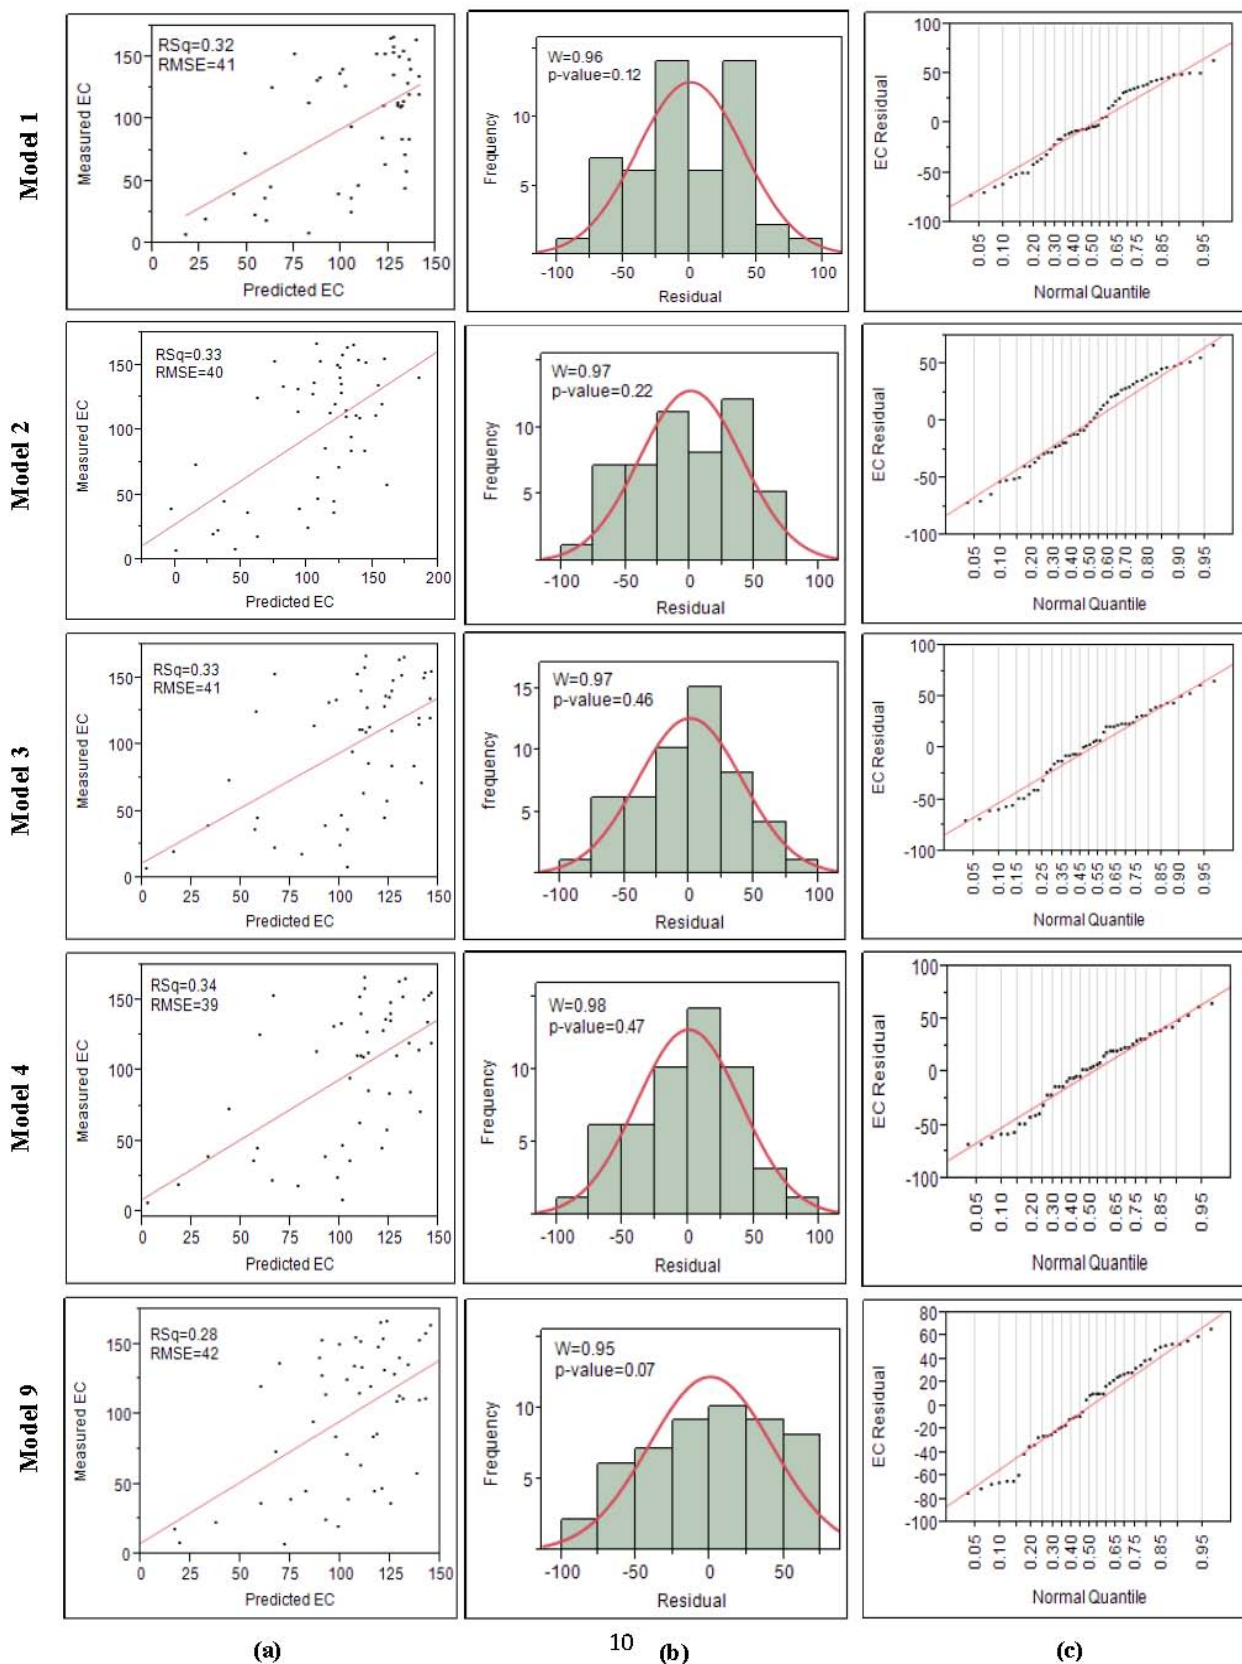 Model 1
RSq=0.32
RMSE=41
Measured EC
150
100
50
0
0 25 50 75 100 125 150
Predicted EC
W=0.96
p-value=0.12
Frequency
10
5
-100 -50 0 50 100
Residual
EC Residual
100
50
0
-50
-100
0.05 0.10 0.20 0.30 0.40 0.50 0.65 0.75 0.85 0.95
Normal Quantile
Model 2
RSq=0.33
RMSE=40
Measured EC
150
100
50
0
0 50 100 150 200
Predicted EC
W=0.97
p-value=0.22
Frequency
10
5
-100 -50 0 50 100
Residual
EC Residual
50
0
-50
-100
0.05 0.10 0.20 0.30 0.40 0.50 0.60 0.70 0.80 0.90 0.95
Normal Quantile
Model 3
RSq=0.33
RMSE=41
Measured EC
150
100
50
0
0 25 50 75 100 125 150
Predicted EC
W=0.97
p-value=0.46
frequency
15
10
5
-100 -50 0 50 100
Residual
EC Residual
100
50
0
-50
-100
0.05 0.10 0.15 0.25 0.35 0.45 0.55 0.65 0.75 0.85 0.90 0.95
Normal Quantile
Model 4
RSq=0.34
RMSE=39
Measured EC
150
100
50
0
0 25 50 75 100 125 150
Predicted EC
W=0.98
p-value=0.47
Frequency
10
5
-100 -50 0 50 100
Residual
EC Residual
100
50
0
-50
-100
0.05 0.10 0.20 0.30 0.40 0.50 0.65 0.75 0.85 0.95
Normal Quantile
Model 9
RSq=0.28
RMSE=42
Measured EC
150
100
50
0
0 25 50 75 100 125 150
Predicted EC
W=0.95
p-value=0.07
Frequency
10
5
-100 -50 0 50
Residual
EC Residual
80
60
40
20
0
-20
-40
-60
-80
-100
0.05 0.10 0.20 0.30 0.40 0.50 0.65 0.75 0.85 0.95
Normal Quantile
(a) 10 (b) (c)